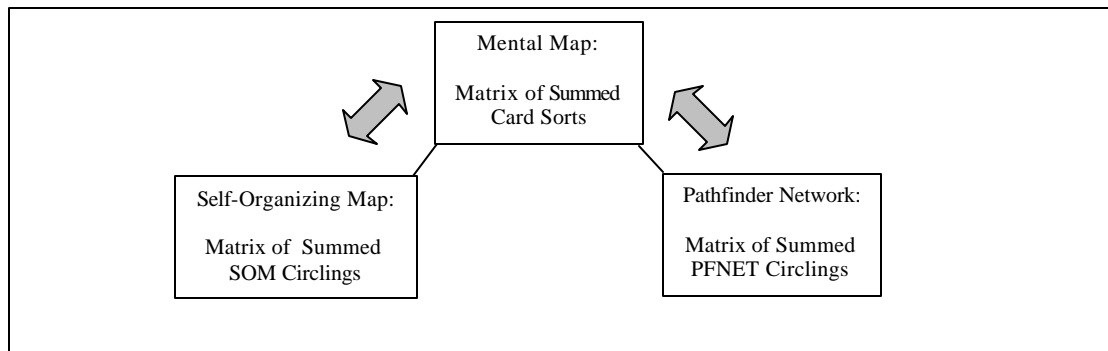 Mental Map:
Matrix of Summed
Card Sorts
Self-Organizing Map:
Matrix of Summed
SOM Circlings
Pathfinder Network:
Matrix of Summed
PFNET Circlings